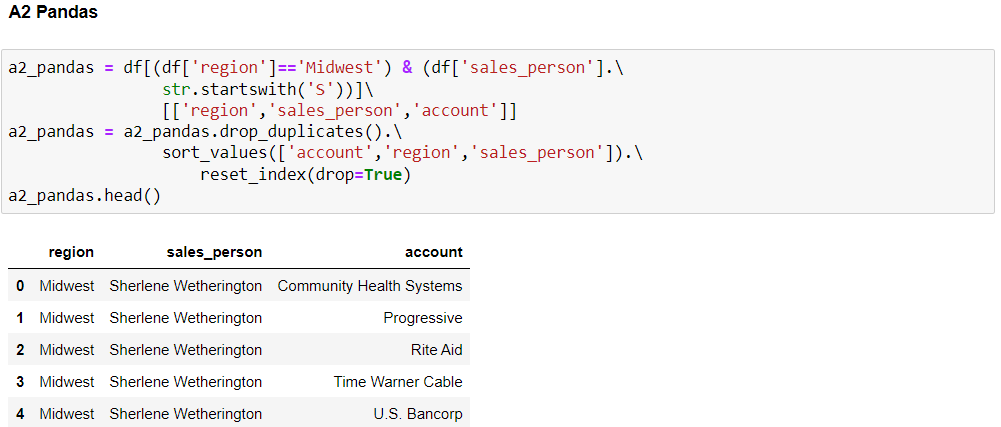 A2 Pandas
a2_pandas = df[(df['region']=='Midwest') & (df['sales_person'].\
str.startswith('S'))]\
[['region','sales_person','account']]
a2_pandas = a2_pandas.drop_duplicates().\
sort_values(['account','region','sales_person']).\
reset_index(drop=True)
a2_pandas.head()
region sales_person account
0 Midwest Sherlene Wetherington Community Health Systems
1 Midwest Sherlene Wetherington Progressive
2 Midwest Sherlene Wetherington Rite Aid
3 Midwest Sherlene Wetherington Time Warner Cable
4 Midwest Sherlene Wetherington U.S. Bancorp